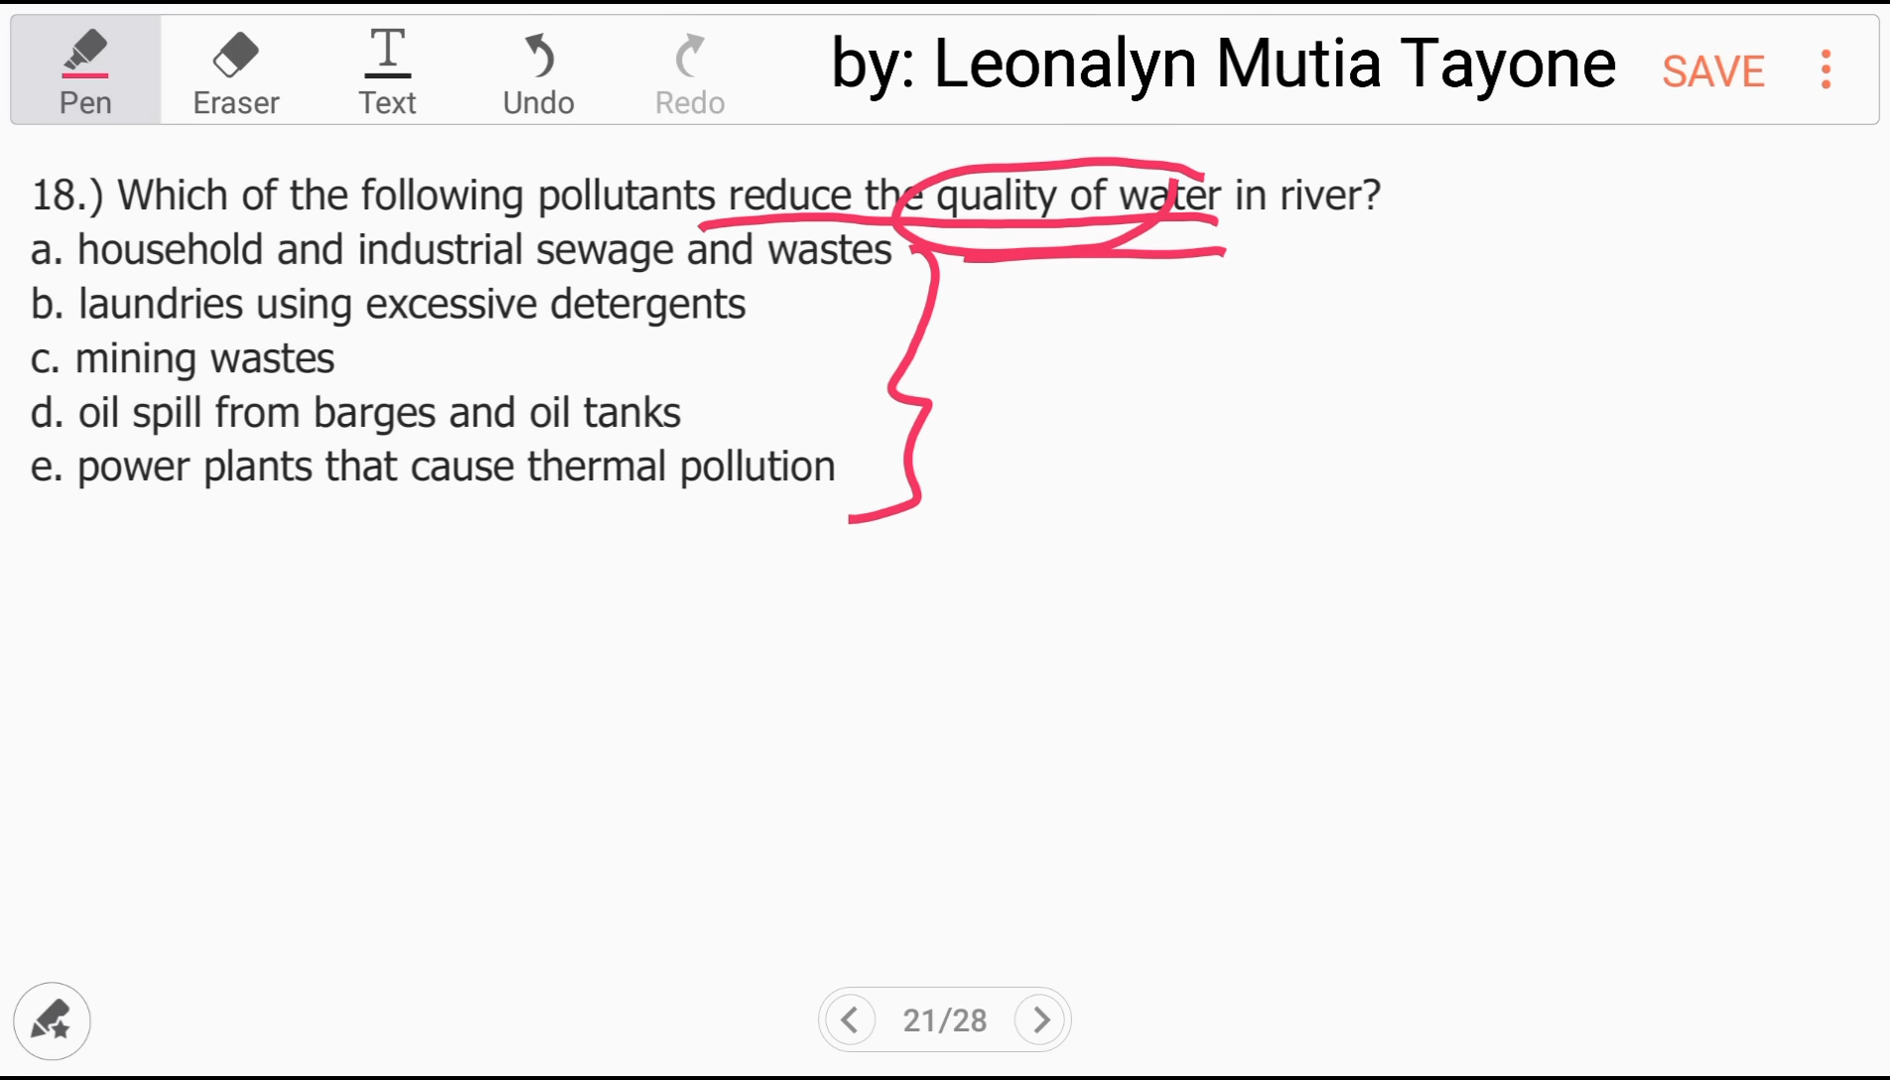 Pen
Eraser
Text
Undo
Redo
by: Leonalyn Mutia Tayone
SAVE
18.) Which of the following pollutants reduce the quality of water in river?
a. household and industrial sewage and wastes
b. laundries using excessive detergents
c. mining wastes
d. oil spill from barges and oil tanks
e. power plants that cause thermal pollution
21/28